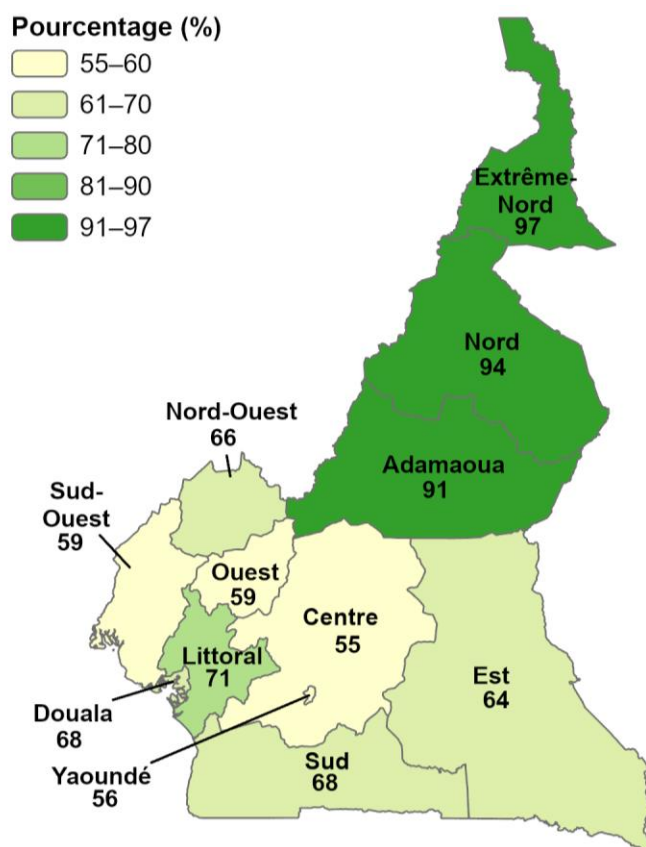 Pourcentage (%)
55–60
61–70
71–80
81–90
91–97
Extrême-
Nord
97
Nord
94
Adamaoua
91
Nord-Ouest
66
Sud-
Ouest
59
Ouest
59
Centre
55
Littoral
71
Est
64
Douala
68
Yaoundé
56
Sud
68